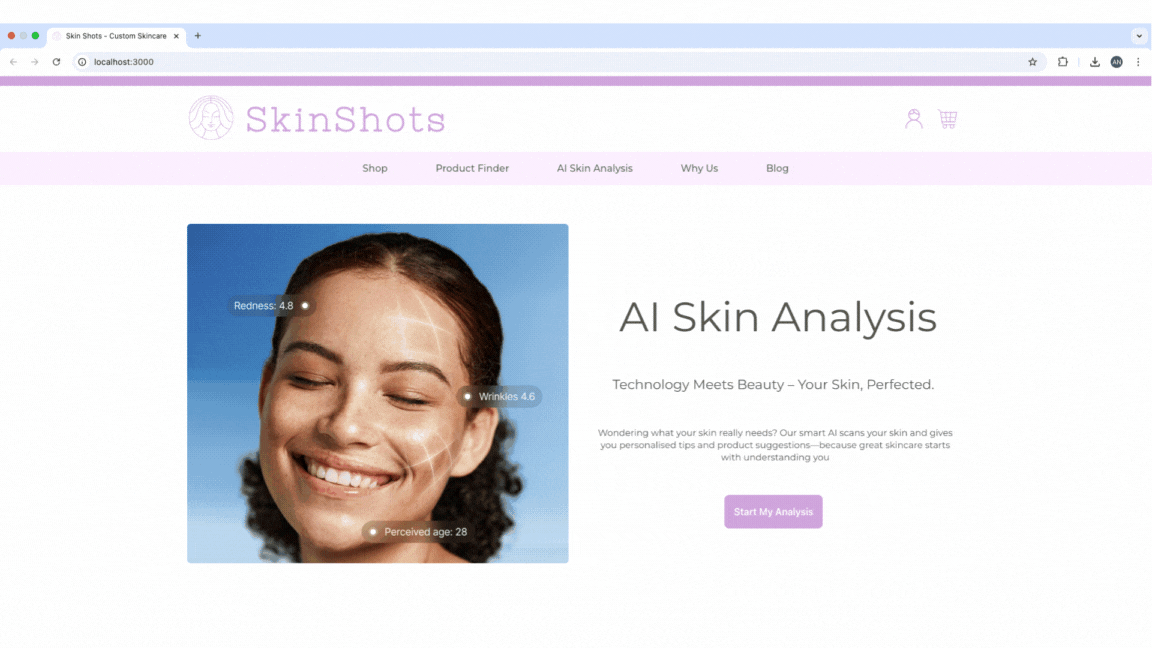 Skin Shots - Custom Skincare
localhost:3000
AN
SkinShots
Shop Product Finder AI Skin Analysis Why Us Blog
Redness: 4.8
Wrinkles 4.6
Perceived age: 28
AI Skin Analysis
Technology Meets Beauty – Your Skin, Perfected.
Wondering what your skin really needs? Our smart AI scans your skin and gives
you personalised tips and product suggestions—because great skincare starts
with understanding you
Start My Analysis